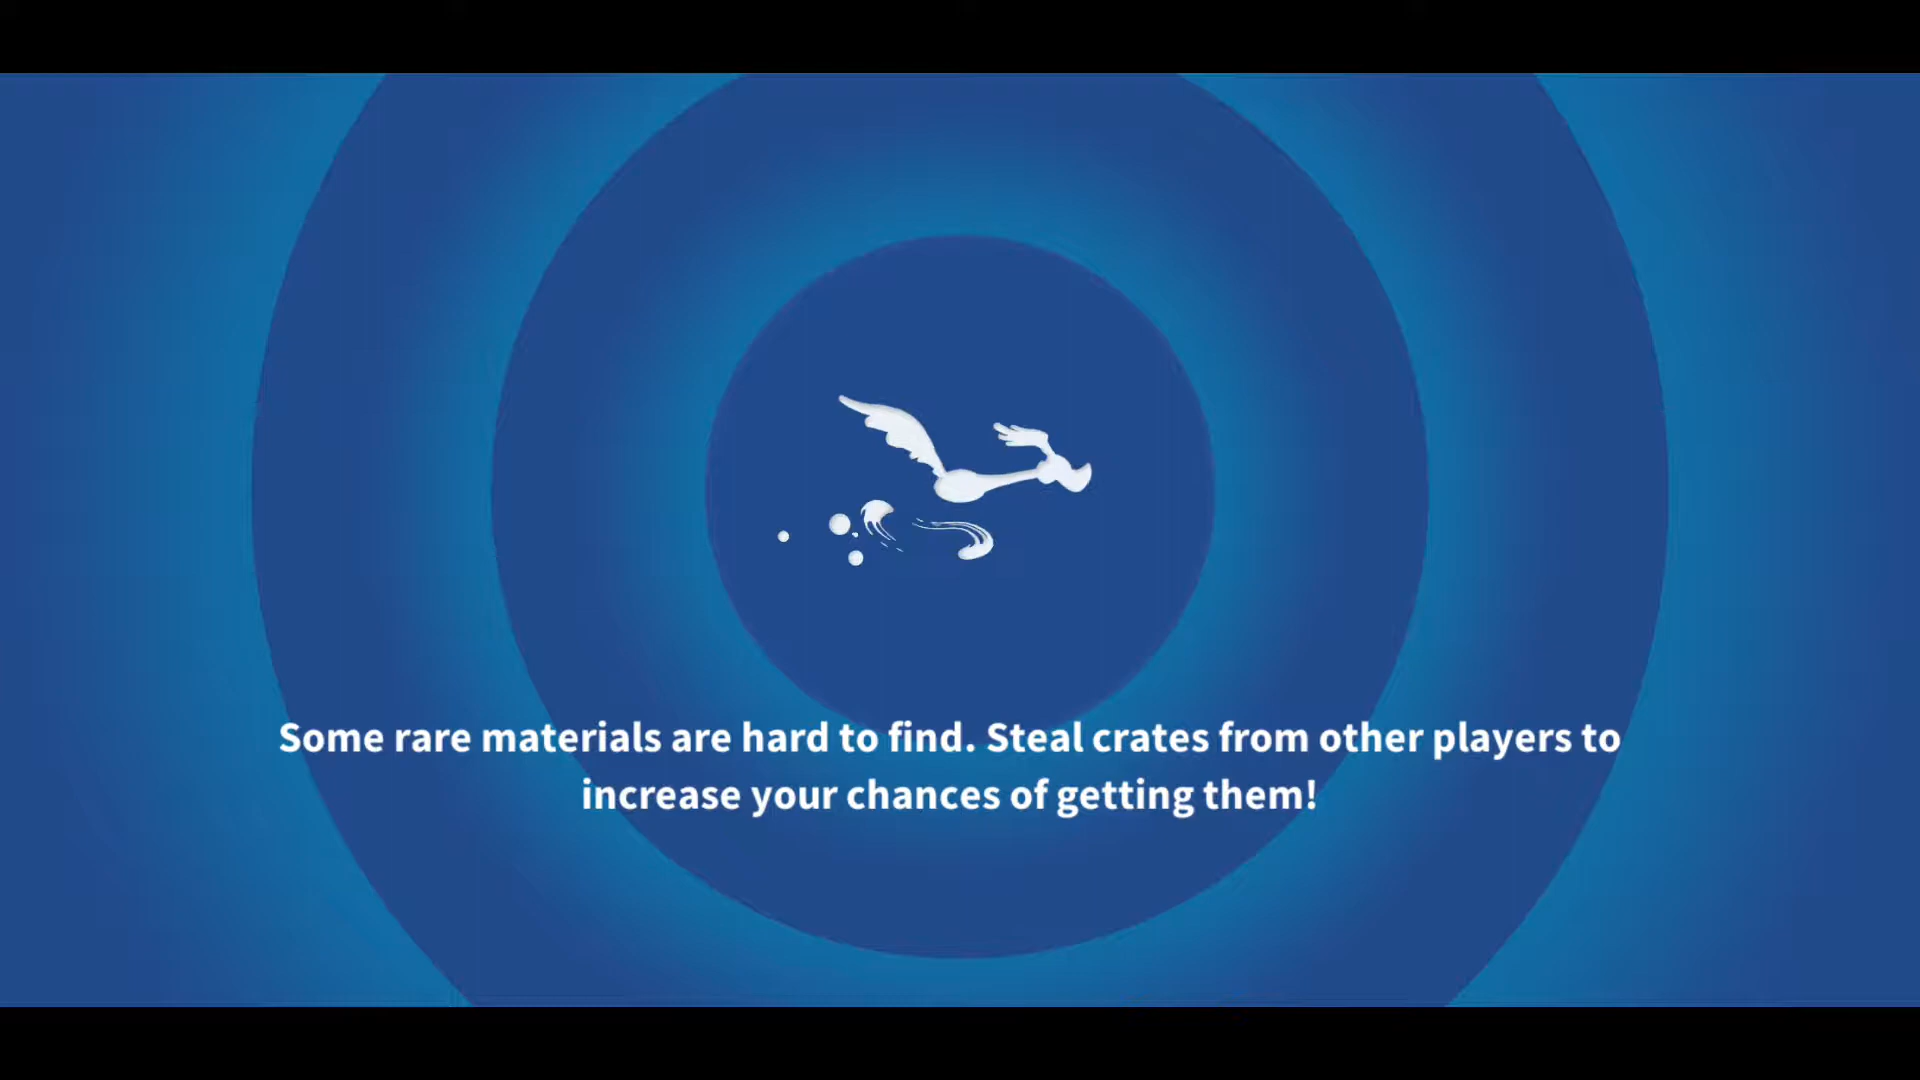 Some rare materials are hard to find. Steal crates from other players to
increase your chances of getting them!